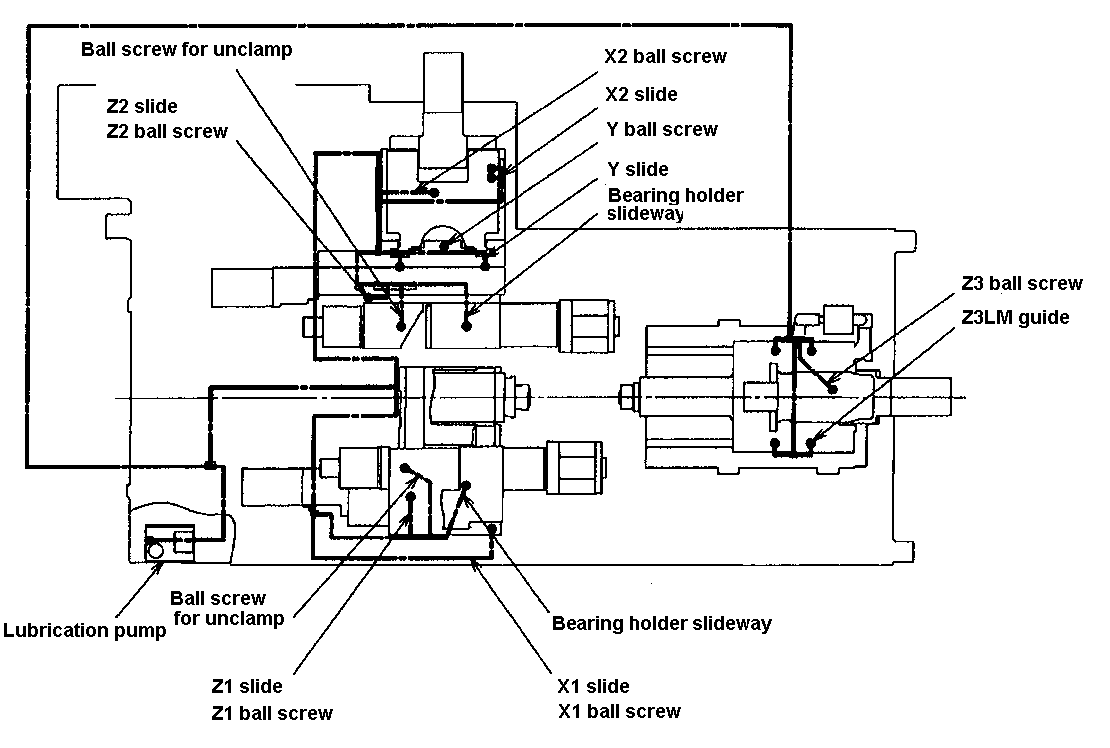 Ball screw for unclamp
Z2 slide
Z2 ball screw
X2 ball screw
X2 slide
Y ball screw
Y slide
Bearing holder
slideway
Z3 ball screw
Z3LM guide
Lubrication pump
Ball screw
for unclamp
Bearing holder slideway
Z1 slide
Z1 ball screw
X1 slide
X1 ball screw